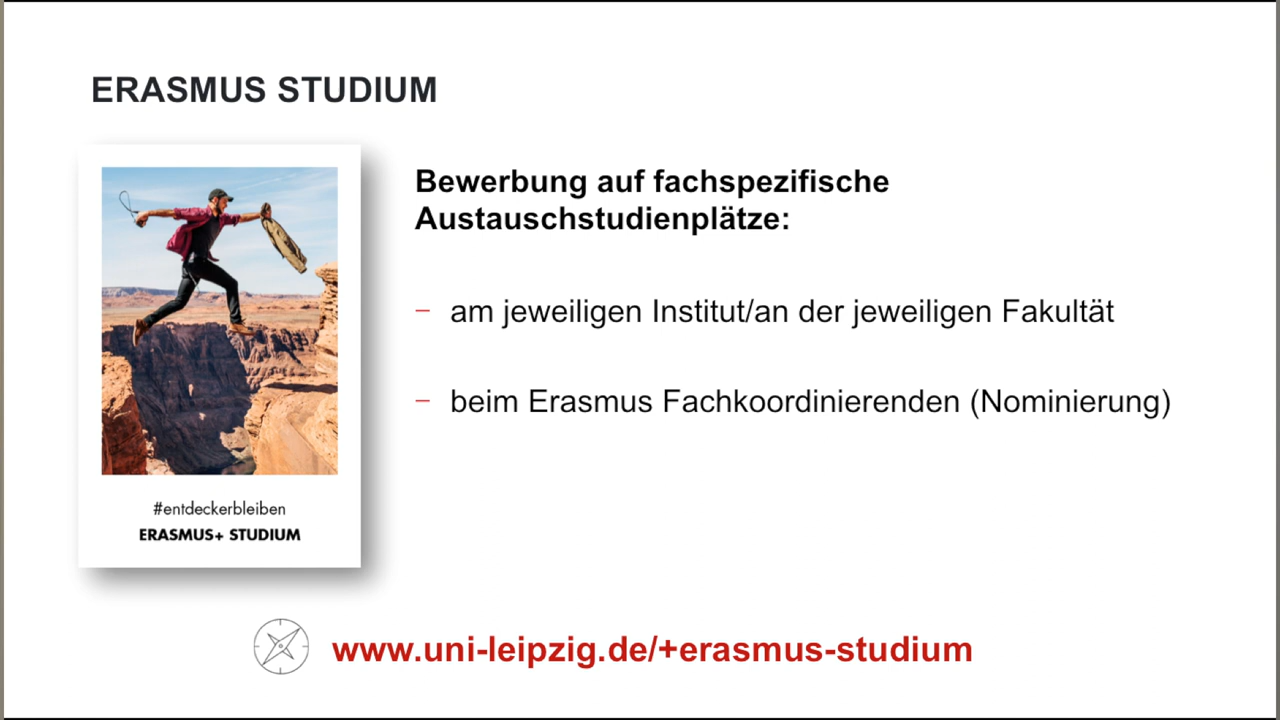 ERASMUS STUDIUM
Bewerbung auf fachspezifische
Austauschstudienplätze:
– am jeweiligen Institut/an der jeweiligen Fakultät
– beim Erasmus Fachkoordinierenden (Nominierung)
#entdeckerbleiben
ERASMUS+ STUDIUM
www.uni-leipzig.de/+erasmus-studium